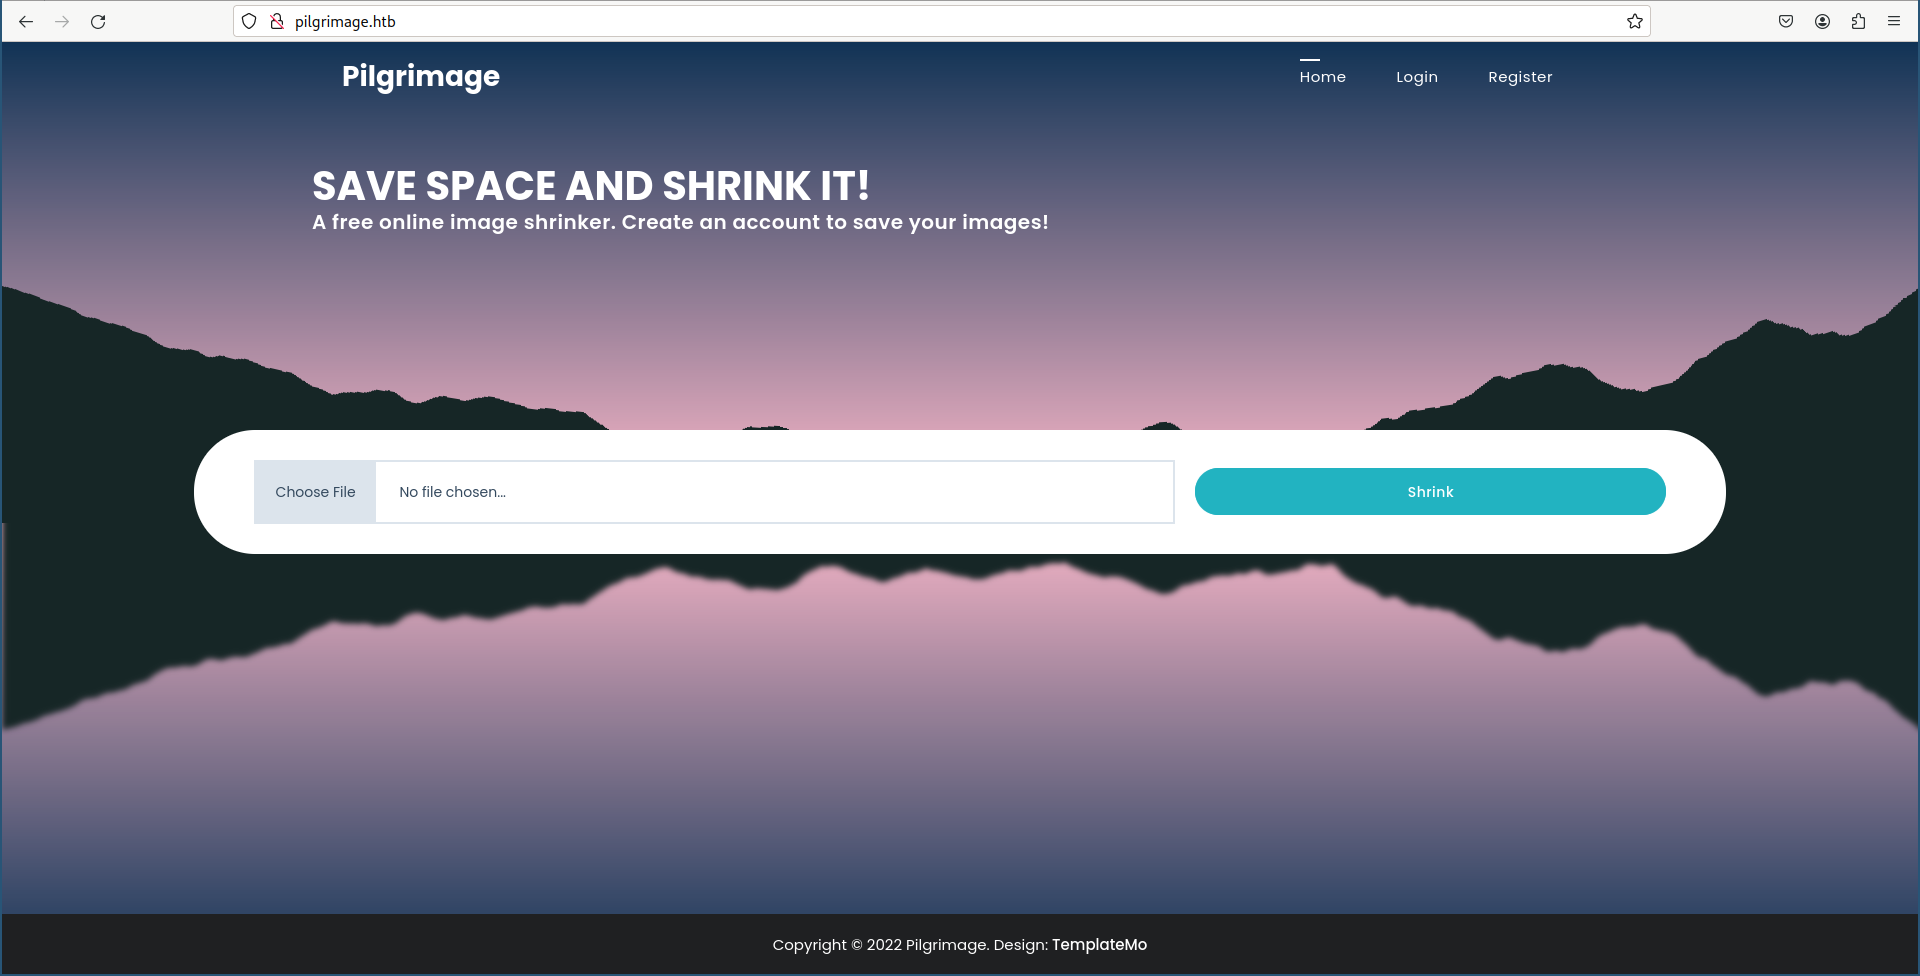 pilgrimage.htb
Pilgrimage
Home Login Register
SAVE SPACE AND SHRINK IT!
A free online image shrinker. Create an account to save your images!
Choose File No file chosen... Shrink
Copyright © 2022 Pilgrimage. Design: TemplateMo